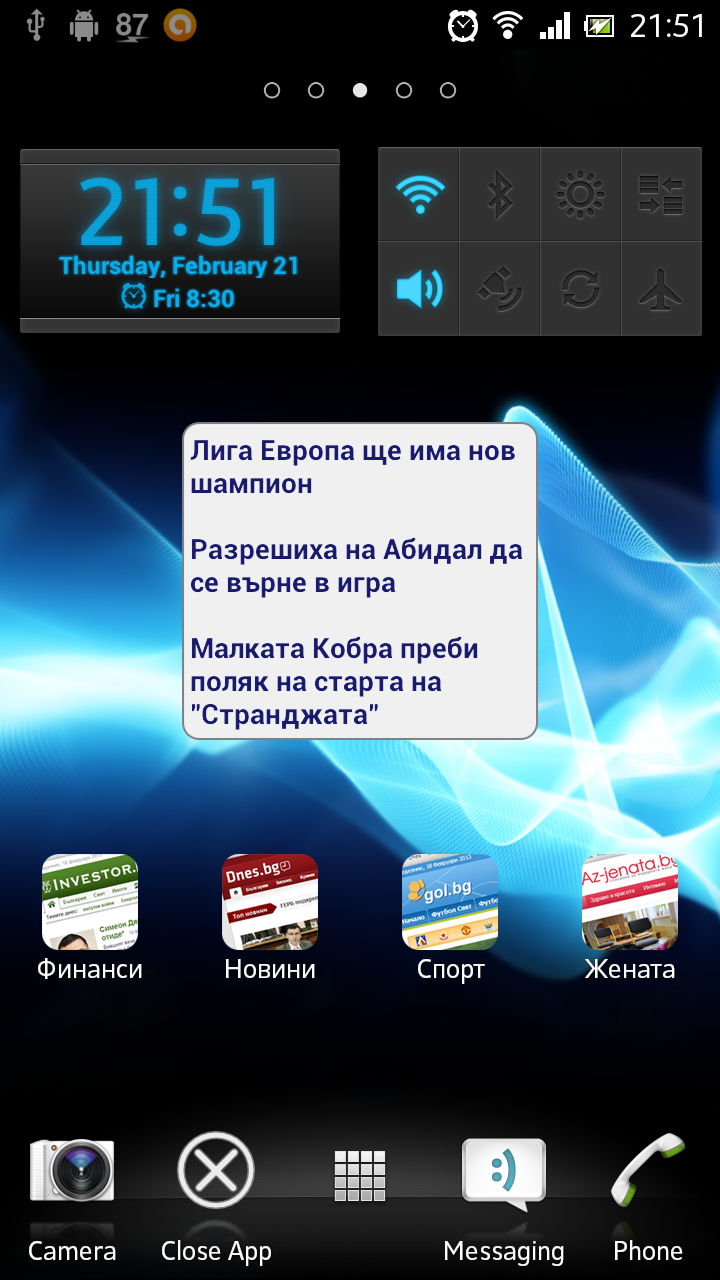 87
21:51
21:51
Thursday, February 21
Fri 8:30
Лига Европа ще има нов
шампион
Разрешиха на Абидал да
се върне в игра
Малката Кобра преби
поляк на старта на
"Странджата"
INVESTOR.
Dnes.bg
Топ новини
gol.bg
Az-jenata.bg
Финанси
Новини
Спорт
Жената
Camera
Close App
Messaging
Phone